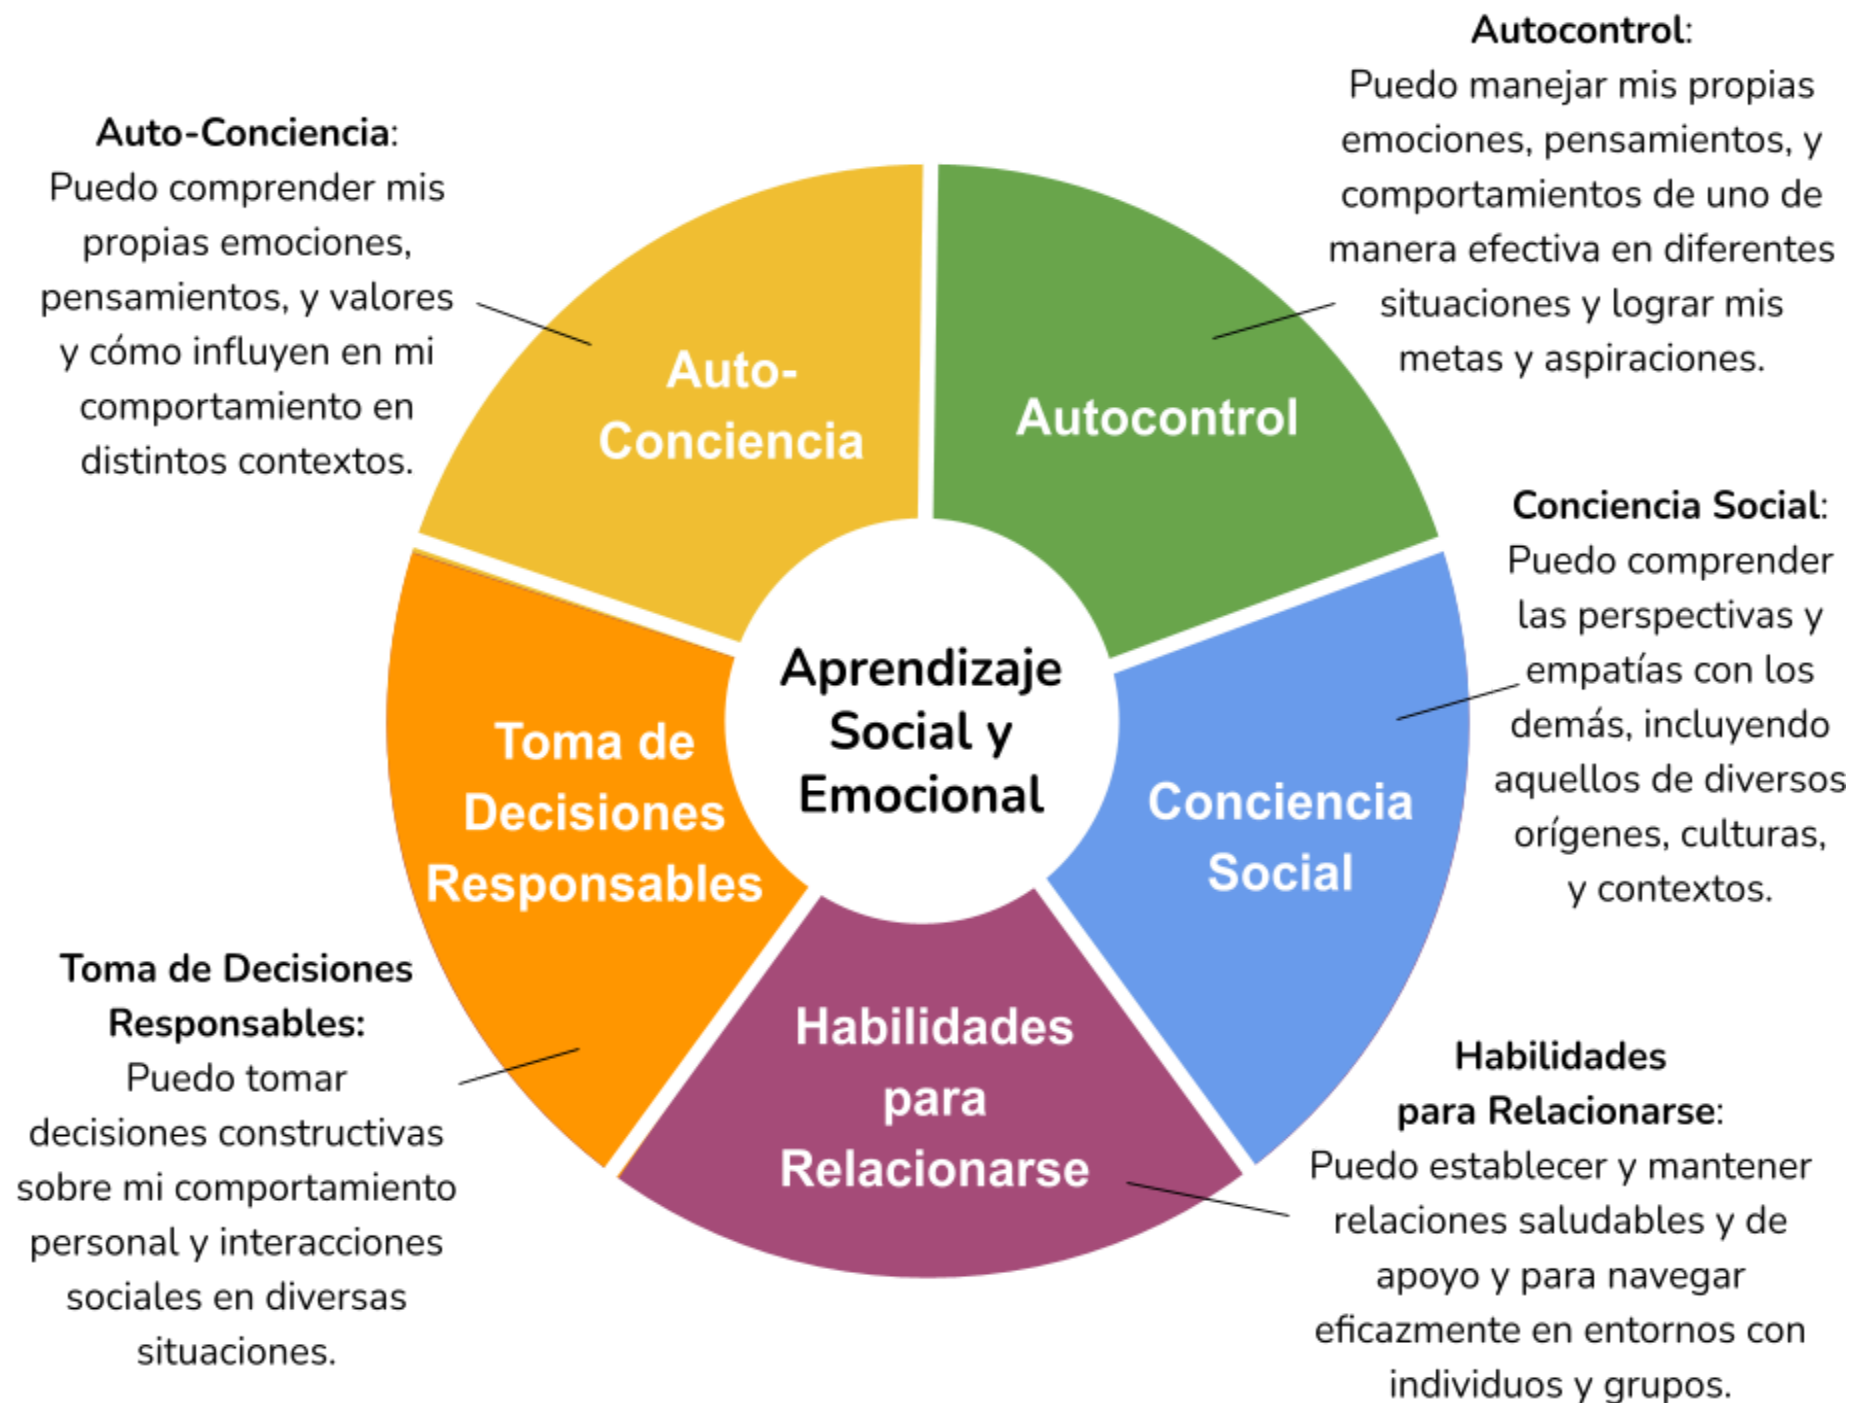 Autocontrol:
Puedo manejar mis propias
emociones, pensamientos, y
comportamientos de uno de
manera efectiva en diferentes
situaciones y lograr mis
metas y aspiraciones.
Auto-Conciencia:
Puedo comprender mis
propias emociones,
pensamientos, y valores
y cómo influyen en mi
comportamiento en
distintos contextos.
Auto-
Conciencia
Autocontrol
Conciencia Social:
Puedo comprender
las perspectivas y
empatías con los
demás, incluyendo
aquellos de diversos
orígenes, culturas,
y contextos.
Aprendizaje
Social y
Emocional
Toma de
Decisiones
Responsables
Conciencia
Social
Toma de Decisiones
Responsables:
Puedo tomar
decisiones constructivas
sobre mi comportamiento
personal y interacciones
sociales en diversas
situaciones.
Habilidades
para
Relacionarse
Habilidades
para Relacionarse:
Puedo establecer y mantener
relaciones saludables y de
apoyo y para navegar
eficazmente en entornos con
individuos y grupos.